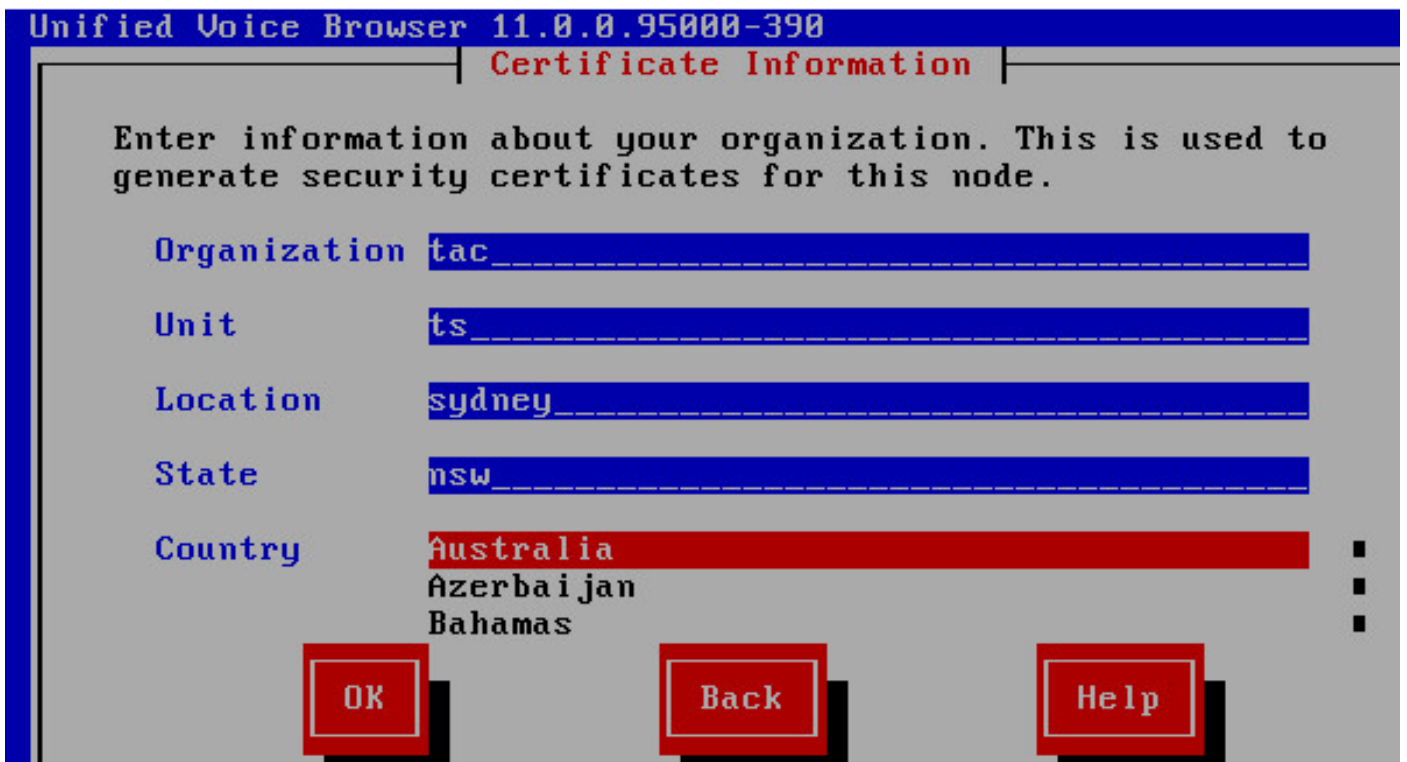 Unified Voice Browser 11.0.0.95000-390
Certificate Information
Enter information about your organization. This is used to
generate security certificates for this node.
Organization tac
Unit ts
Location sydney
State nsw
Country Australia
Azerbaijan
Bahamas
OK Back Help